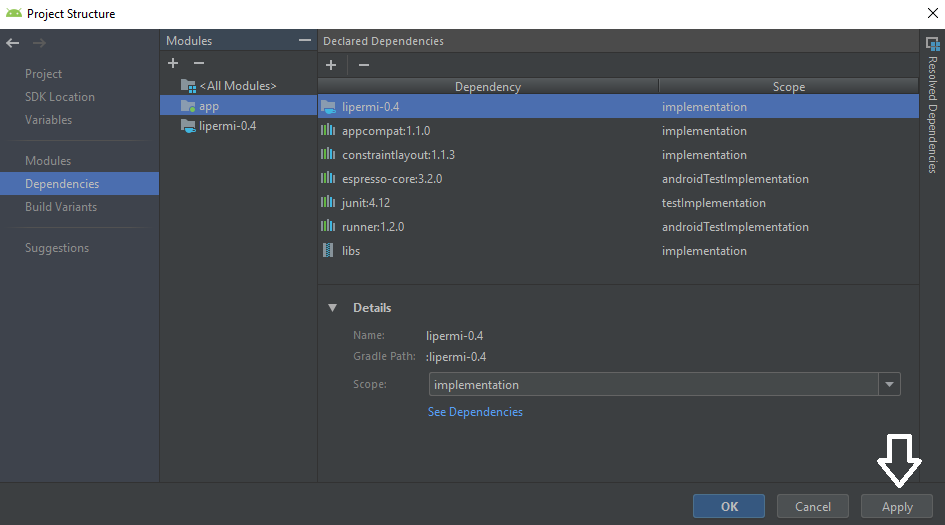 Project Structure
Project
SDK Location
Variables
Modules
Dependencies
Build Variants
Suggestions
Modules
<All Modules>
app
lipermi-0.4
Declared Dependencies
Dependency Scope
lipermi-0.4 implementation
appcompat:1.1.0 implementation
constraintlayout:1.1.3 implementation
espresso-core:3.2.0 androidTestImplementation
junit:4.12 testImplementation
runner:1.2.0 androidTestImplementation
libs implementation
Details
Name: lipermi-0.4
Gradle Path: :lipermi-0.4
Scope: implementation
See Dependencies
Resolved Dependencies
OK Cancel Apply